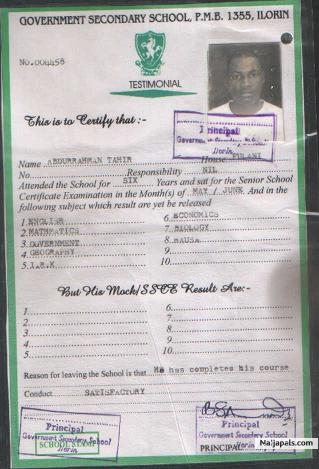 GOVERNMENT SECONDARY SCHOOL, P.M.B. 1355, ILORIN
NO.004458
TESTIMONIAL
This is to Certify that :-
Principal
Ilorin
Name ABDURRAHMAN TAHIR House FULANI
No. Responsibility NIL
Attended the School for SIX Years and sat for the Senior School
Certificate Examination in the Month(s) of MAY / JUNE And in the
following subject which result are yet be released
1 ENGLISH
2 MATHMATICS
3 GOVERNMENT
4 GEOGRAPHY
5 I.R.K
6 ECONOMICS
7 BIOLOGY
8 HAUSA
9
10.
But His Mock/SSCE Result Are:-
1.
2.
3.
4.
5.
6.
7.
8.
9.
10.
Reason for leaving the School is that He has completes his course
Conduct SATISFACTORY
Principal
Government Secondary School
SCHOOL STAMP
Ilorin
Principal
Government Secondary School
Ilorin
PRINCIPAL
Naijapals.com